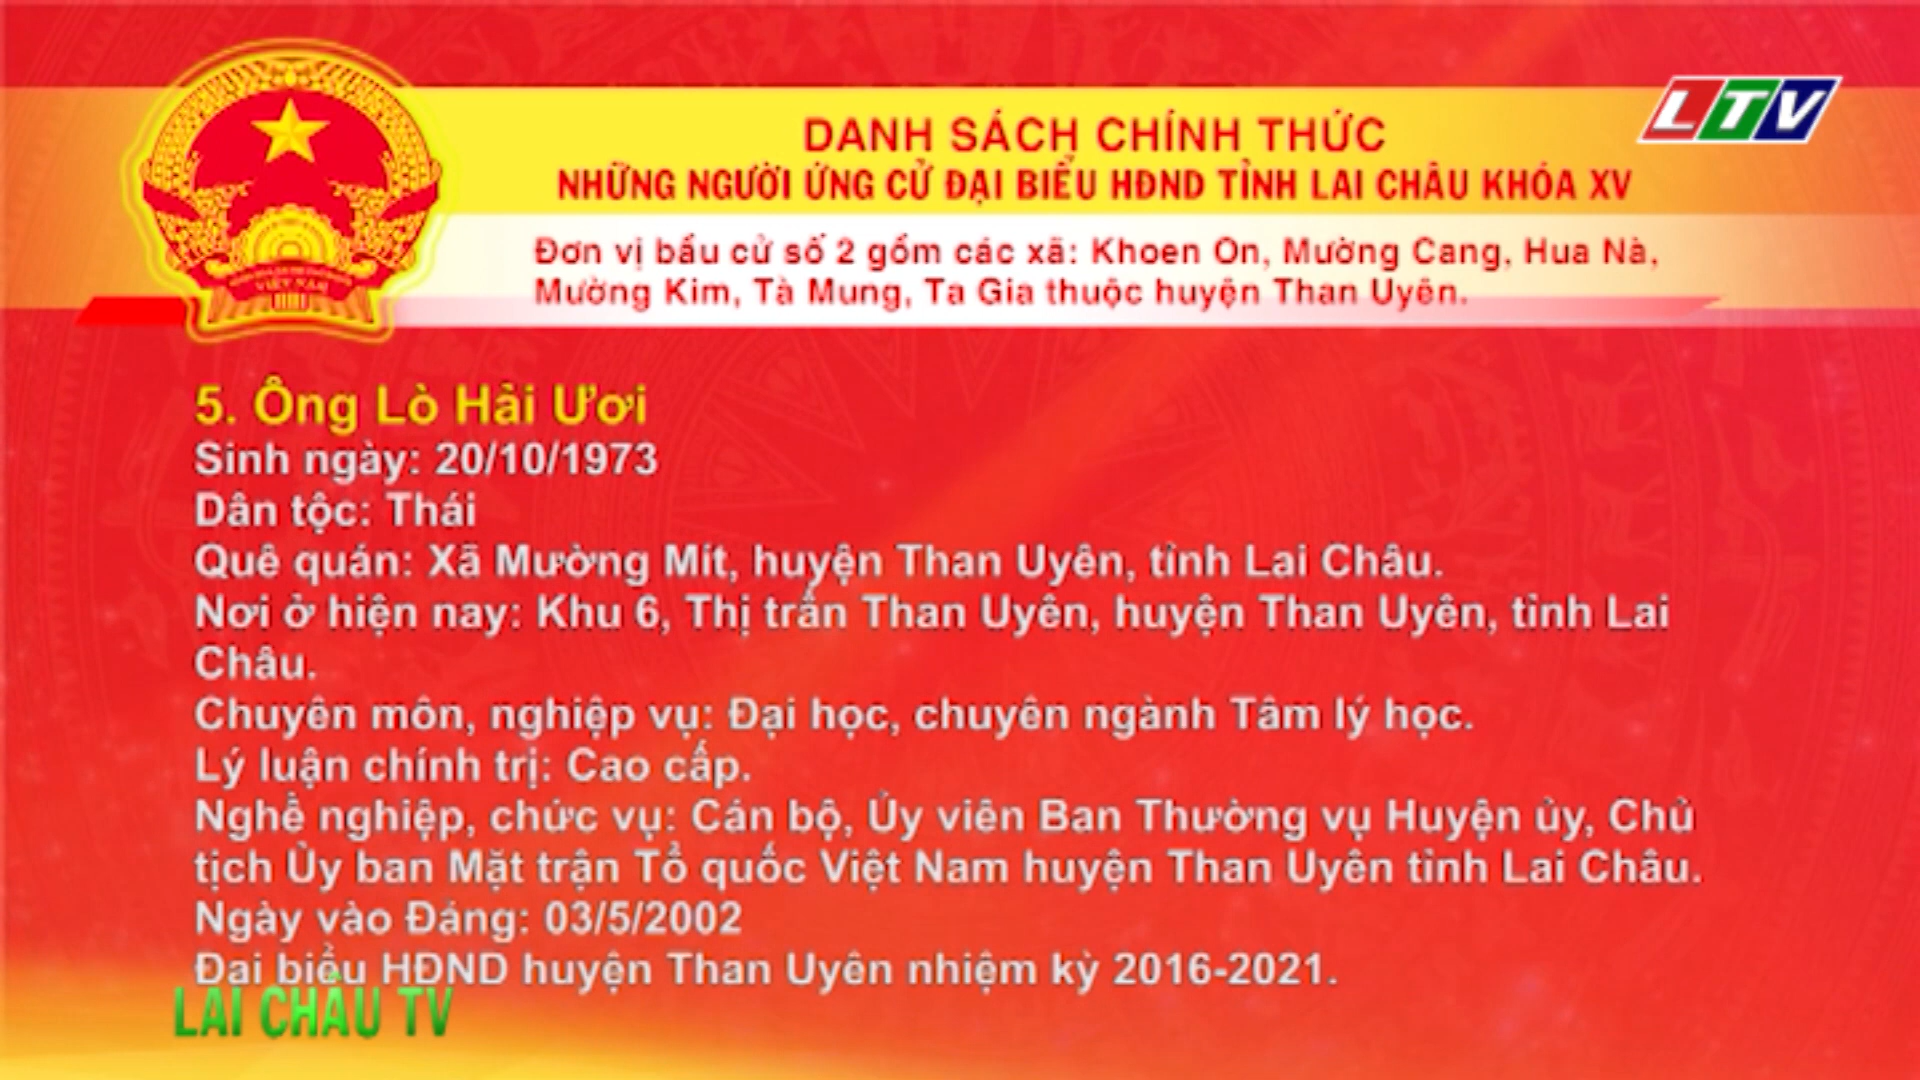 LTV
DANH SÁCH CHÍNH THỨC
NHỮNG NGƯỜI ỨNG CỬ ĐẠI BIỂU HĐND TỈNH LAI CHÂU KHÓA XV
Đơn vị bầu cử số 2 gồm các xã: Khoen On, Mường Cang, Hua Nà,
Mường Kim, Tà Mung, Ta Gia thuộc huyện Than Uyên.
VIỆT NAM
5. Ông Lò Hải Ươi
Sinh ngày: 20/10/1973
Dân tộc: Thái
Quê quán: Xã Mường Mít, huyện Than Uyên, tỉnh Lai Châu.
Nơi ở hiện nay: Khu 6, Thị trấn Than Uyên, huyện Than Uyên, tỉnh Lai
Châu.
Chuyên môn, nghiệp vụ: Đại học, chuyên ngành Tâm lý học.
Lý luận chính trị: Cao cấp.
Nghề nghiệp, chức vụ: Cán bộ, Ủy viên Ban Thường vụ Huyện ủy, Chủ
tịch Ủy ban Mặt trận Tổ quốc Việt Nam huyện Than Uyên tỉnh Lai Châu.
Ngày vào Đảng: 03/5/2002
Đại biểu HĐND huyện Than Uyên nhiệm kỳ 2016-2021.
LAI CHÂU TV